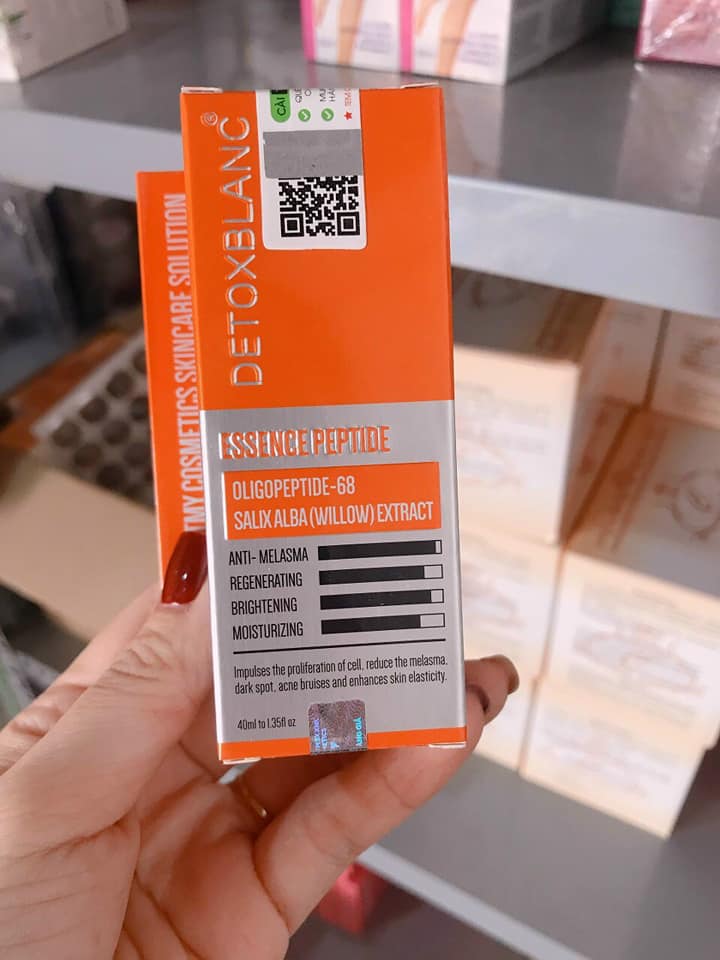 DETOXBLANC®
TMY COSMETICS SKINCARE SOLUTION
CÀI
ESSENCE PEPTIDE
OLIGOPEPTIDE-68
SALIX ALBA (WILLOW) EXTRACT
ANTI- MELASMA
REGENERATING
BRIGHTENING
MOISTURIZING
Impulses the proliferation of cell, reduce the melasma,
dark spot, acne bruises and enhances skin elasticity.
40ml to 1.35fl oz